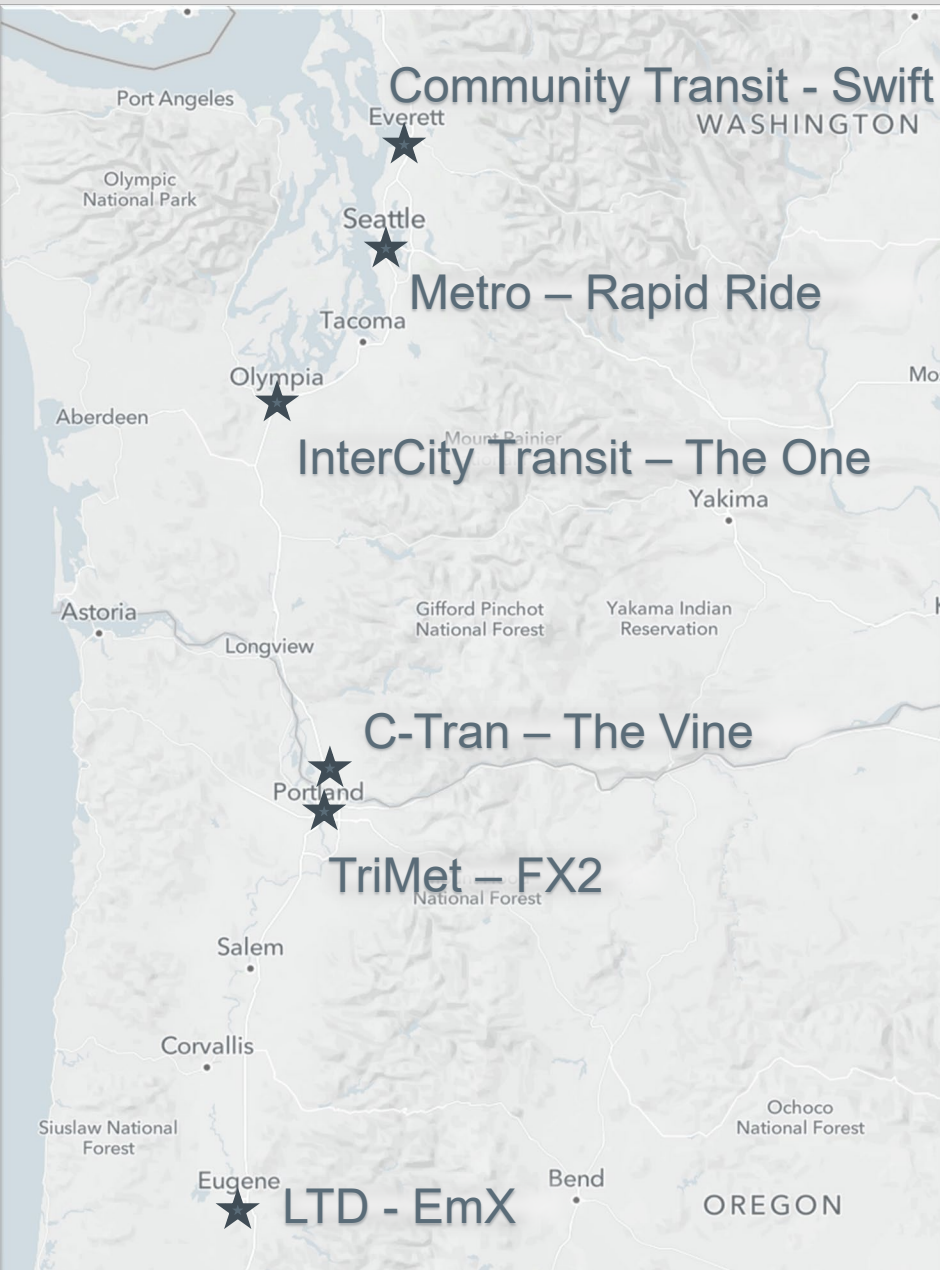 Community Transit - Swift
Port Angeles
Everett
WASHINGTON
Olympic
National Park
Seattle
Metro – Rapid Ride
Tacoma
Olympia
Aberdeen
Mount Rainier
InterCity Transit – The One
Yakima
Astoria
Gifford Pinchot
National Forest
Yakama Indian
Reservation
Longview
C-Tran – The Vine
Portland
TriMet – FX2
National Forest
Salem
Corvallis
Siuslaw National
Forest
Ochoco
National Forest
Eugene
LTD - EmX
Bend
OREGON